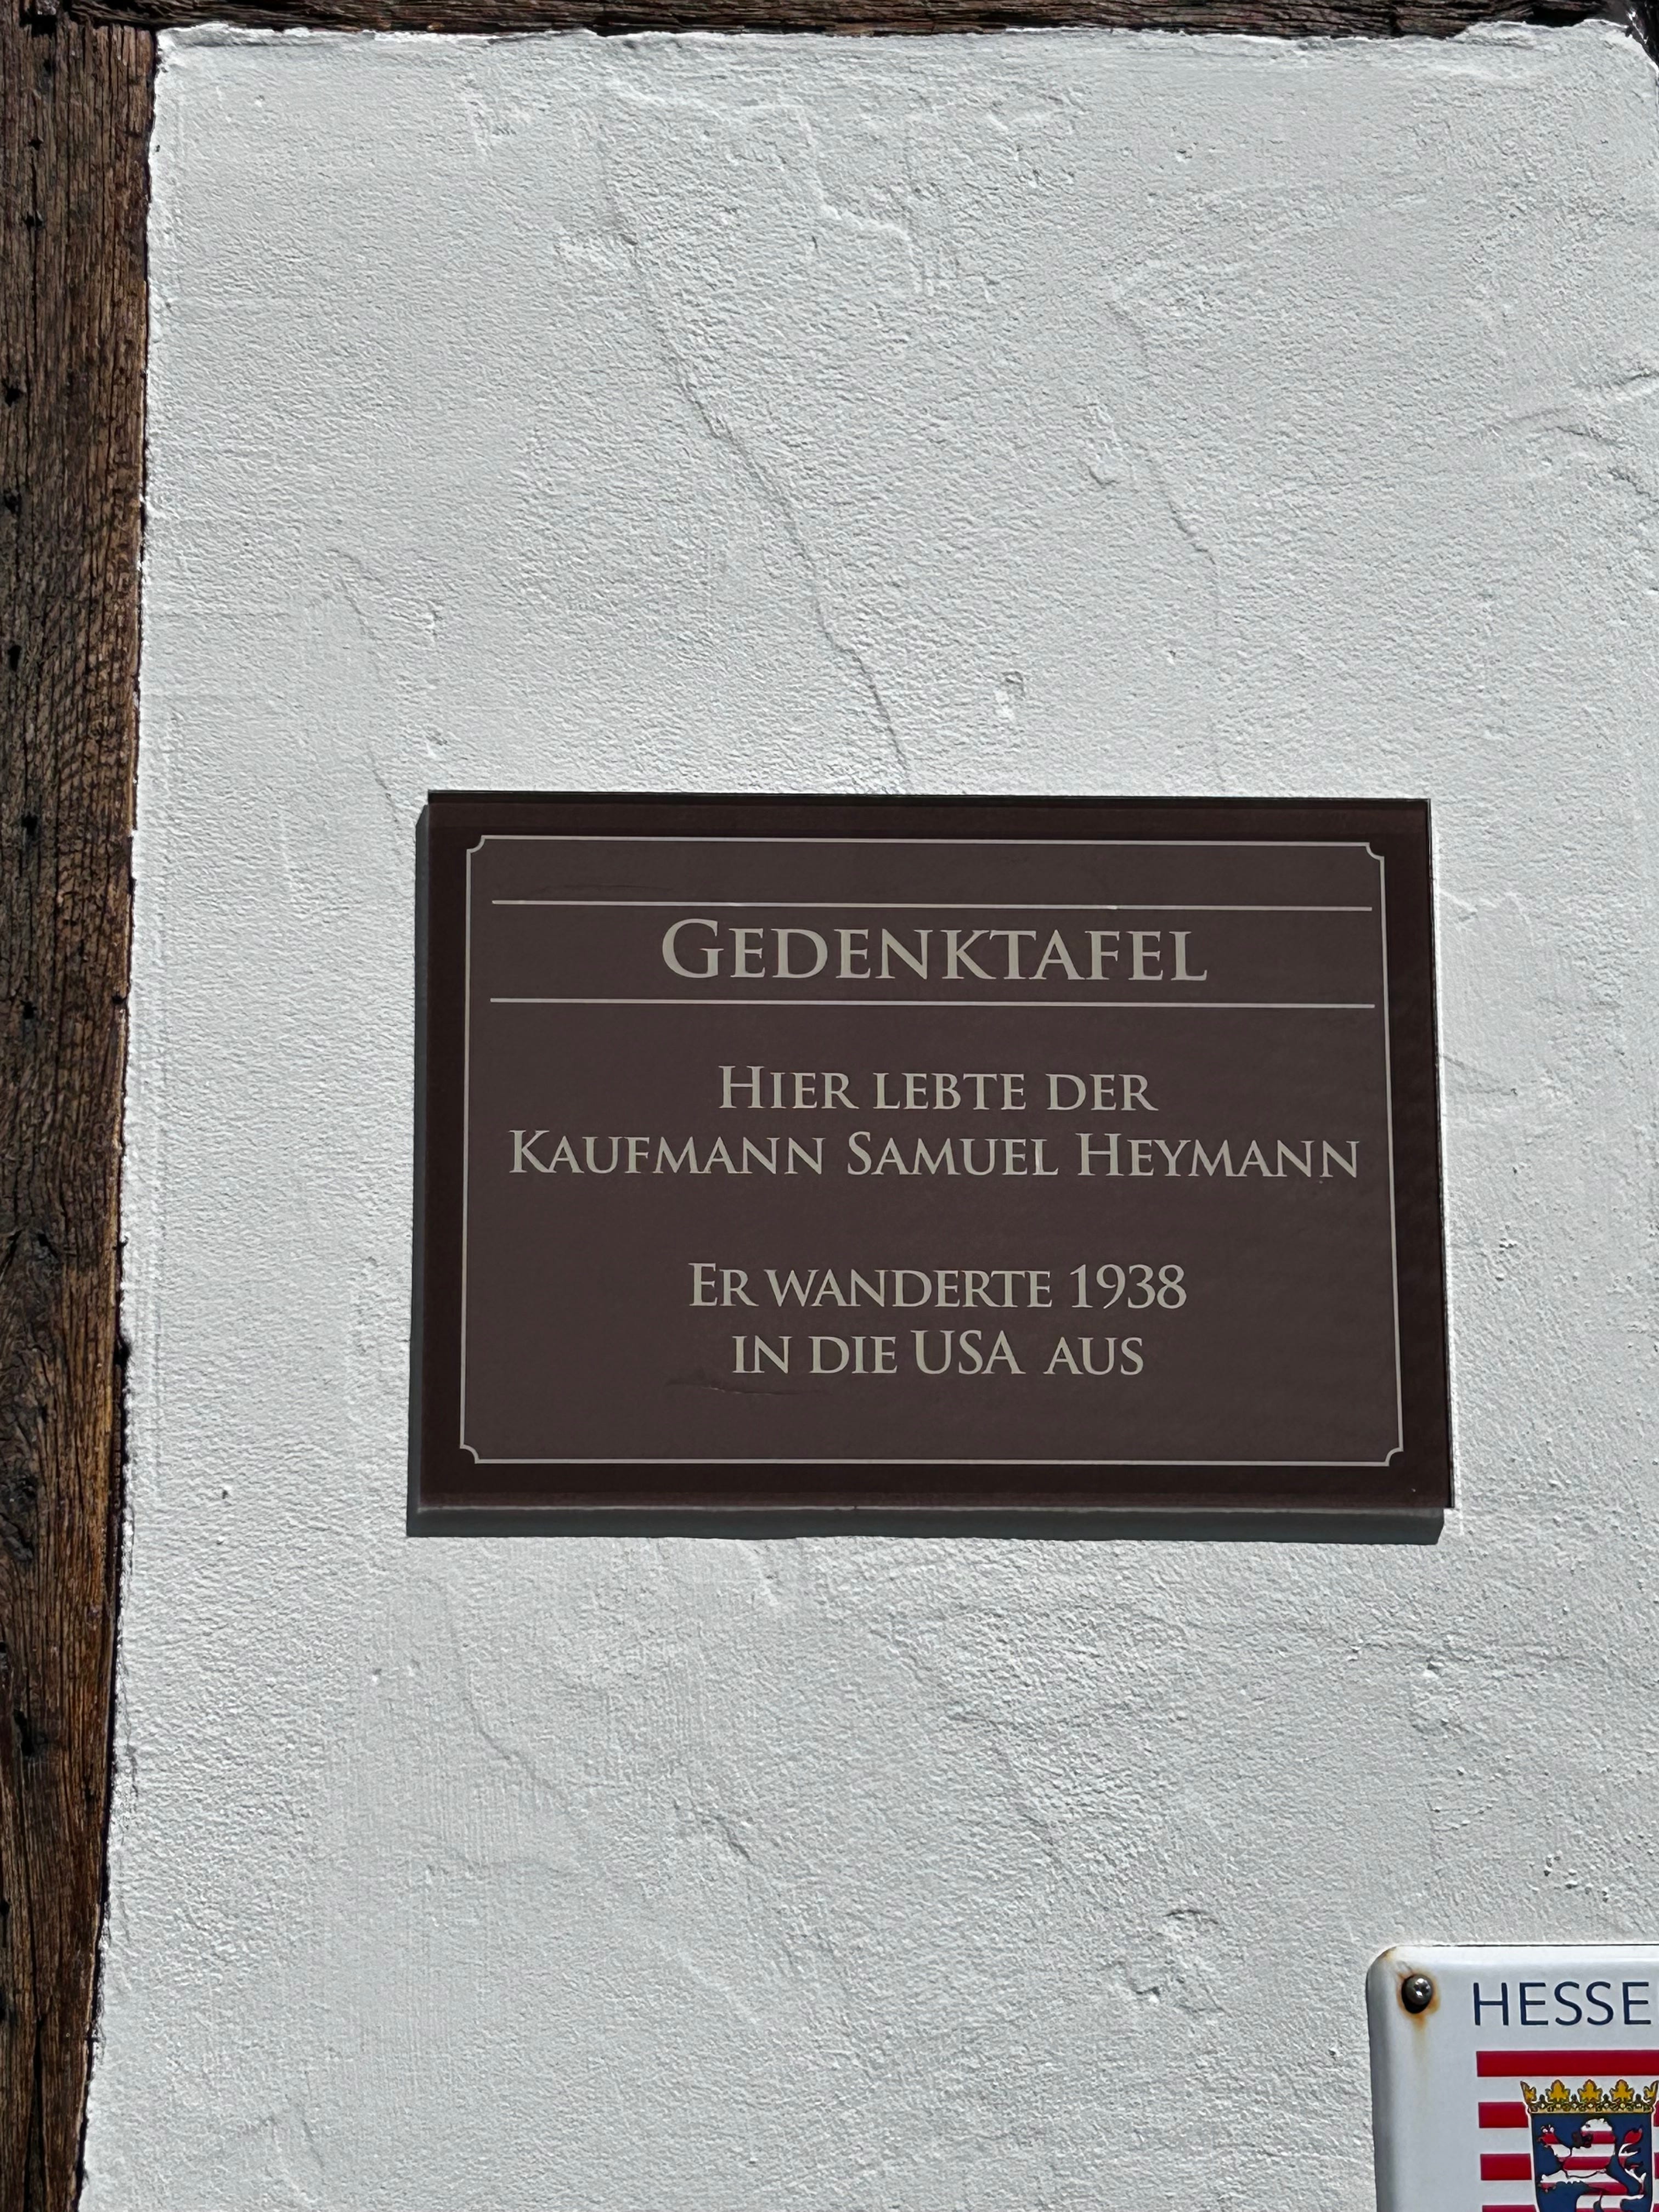 GEDENKTAFEL
HIER LEBTE DER
KAUFMANN SAMUEL HEYMANN
ER WANDERTE 1938
IN DIE USA AUS
HESSE